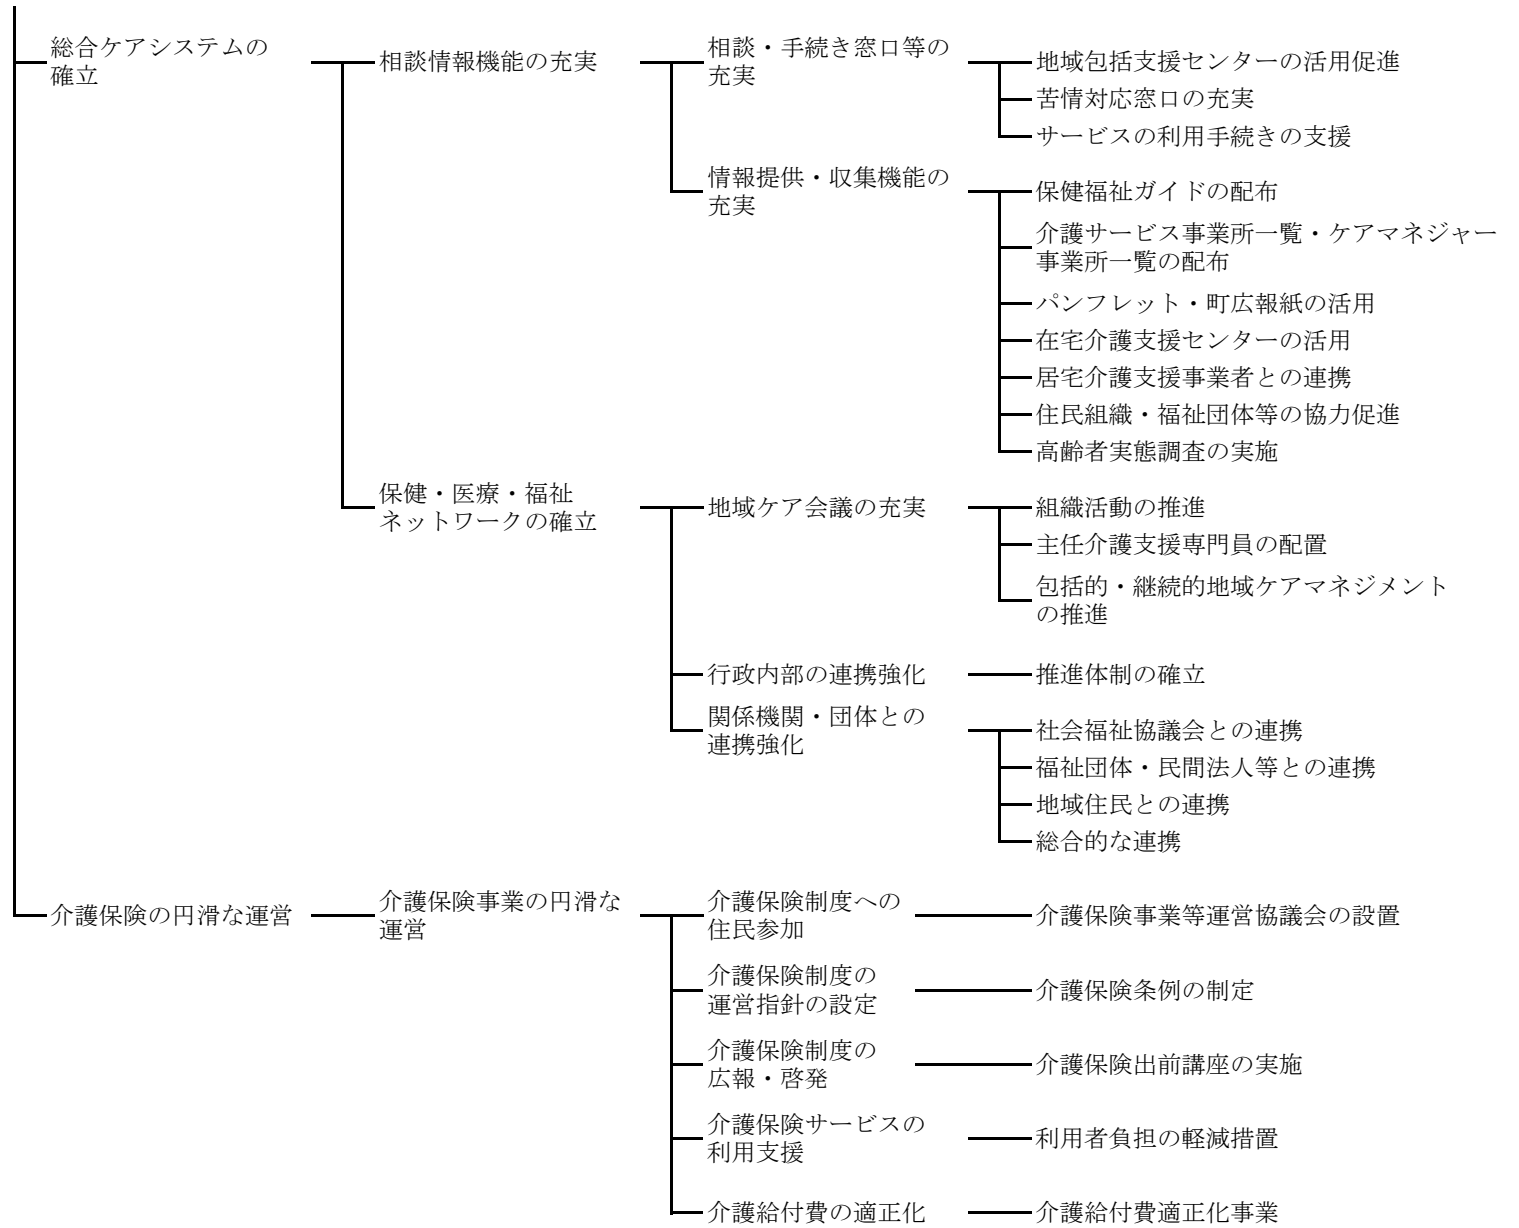 総合ケアシステムの
確立
相談情報機能の充実
相談・手続き窓口等の
充実
地域包括支援センターの活用促進
苦情対応窓口の充実
サービスの利用手続きの支援
情報提供・収集機能の
充実
保健福祉ガイドの配布
介護サービス事業所一覧・ケアマネジャー
事業所一覧の配布
パンフレット・町広報紙の活用
在宅介護支援センターの活用
居宅介護支援事業者との連携
住民組織・福祉団体等の協力促進
高齢者実態調査の実施
保健・医療・福祉
ネットワークの確立
地域ケア会議の充実
組織活動の推進
主任介護支援専門員の配置
包括的・継続的地域ケアマネジメント
の推進
行政内部の連携強化
推進体制の確立
関係機関・団体との
連携強化
社会福祉協議会との連携
福祉団体・民間法人等との連携
地域住民との連携
総合的な連携
介護保険の円滑な運営
介護保険事業の円滑な
運営
介護保険制度への
住民参加
介護保険事業等運営協議会の設置
介護保険制度の
運営指針の設定
介護保険条例の制定
介護保険制度の
広報・啓発
介護保険出前講座の実施
介護保険サービスの
利用支援
利用者負担の軽減措置
介護給付費の適正化
介護給付費適正化事業